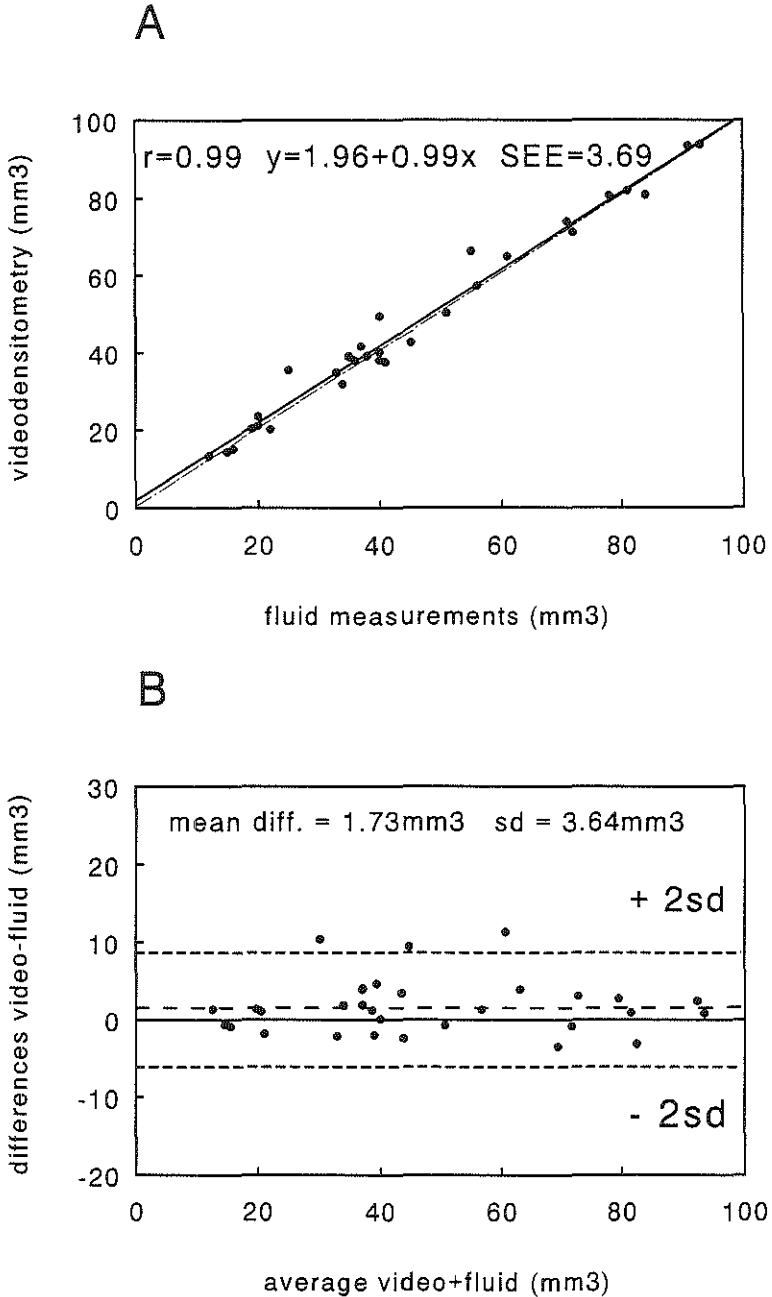 A
r=0.99 y=1.96+0.99x SEE=3.69
100
80
60
40
20
0
videodensitometry (mm3)
0 20 40 60 80 100
fluid measurements (mm3)
B
mean diff. = 1.73mm3 sd = 3.64mm3
+ 2sd
- 2sd
30
20
10
0
-10
-20
differences video-fluid (mm3)
0 20 40 60 80 100
average video+fluid (mm3)